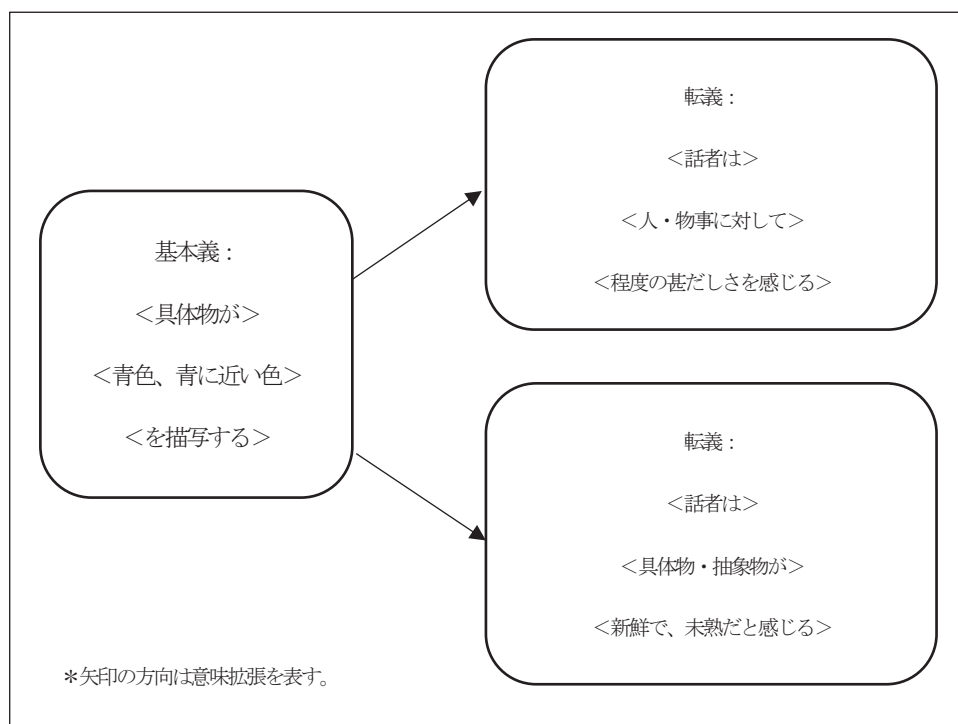 基本義：
＜具体物が＞
＜青色、青に近い色＞
＜を描写する＞
転義：
＜話者は＞
＜人・物事に対して＞
＜程度の甚だしさを感じる＞
転義：
＜話者は＞
＜具体物・抽象物が＞
＜新鮮で、未熟だと感じる＞
＊矢印の方向は意味拡張を表す。